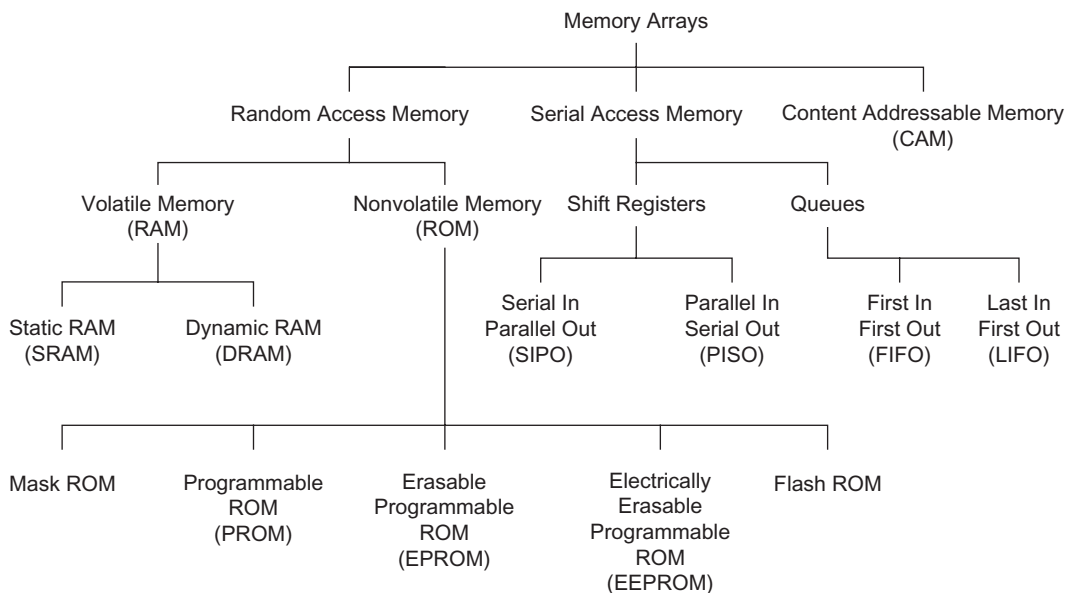 Memory Arrays
Random Access Memory
Serial Access Memory
Content Addressable Memory
(CAM)
Volatile Memory
(RAM)
Nonvolatile Memory
(ROM)
Shift Registers
Queues
Static RAM
(SRAM)
Dynamic RAM
(DRAM)
Serial In
Parallel Out
(SIPO)
Parallel In
Serial Out
(PISO)
First In
First Out
(FIFO)
Last In
First Out
(LIFO)
Mask ROM
Programmable
ROM
(PROM)
Erasable
Programmable
ROM
(EPROM)
Electrically
Erasable
Programmable
ROM
(EEPROM)
Flash ROM